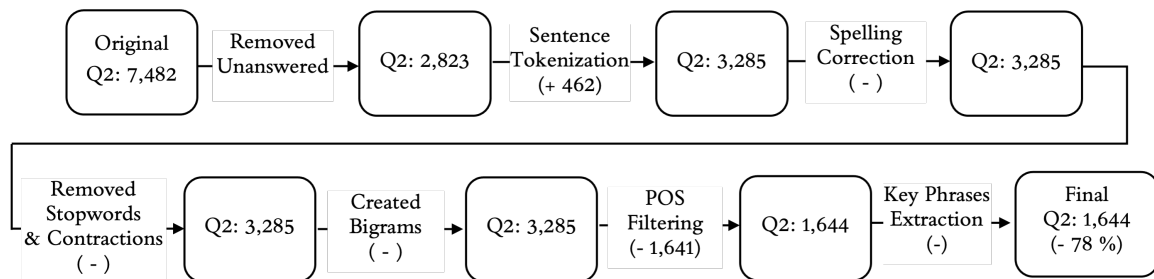 Original
Q2: 7,482
Removed
Unanswered
Q2: 2,823
Sentence
Tokenization
(+ 462)
Q2: 3,285
Spelling
Correction
( - )
Q2: 3,285
Removed
Stopwords
& Contractions
( - )
Q2: 3,285
Created
Bigrams
( - )
Q2: 3,285
POS
Filtering
(- 1,641)
Q2: 1,644
Key Phrases
Extraction
(-)
Final
Q2: 1,644
(- 78 %)